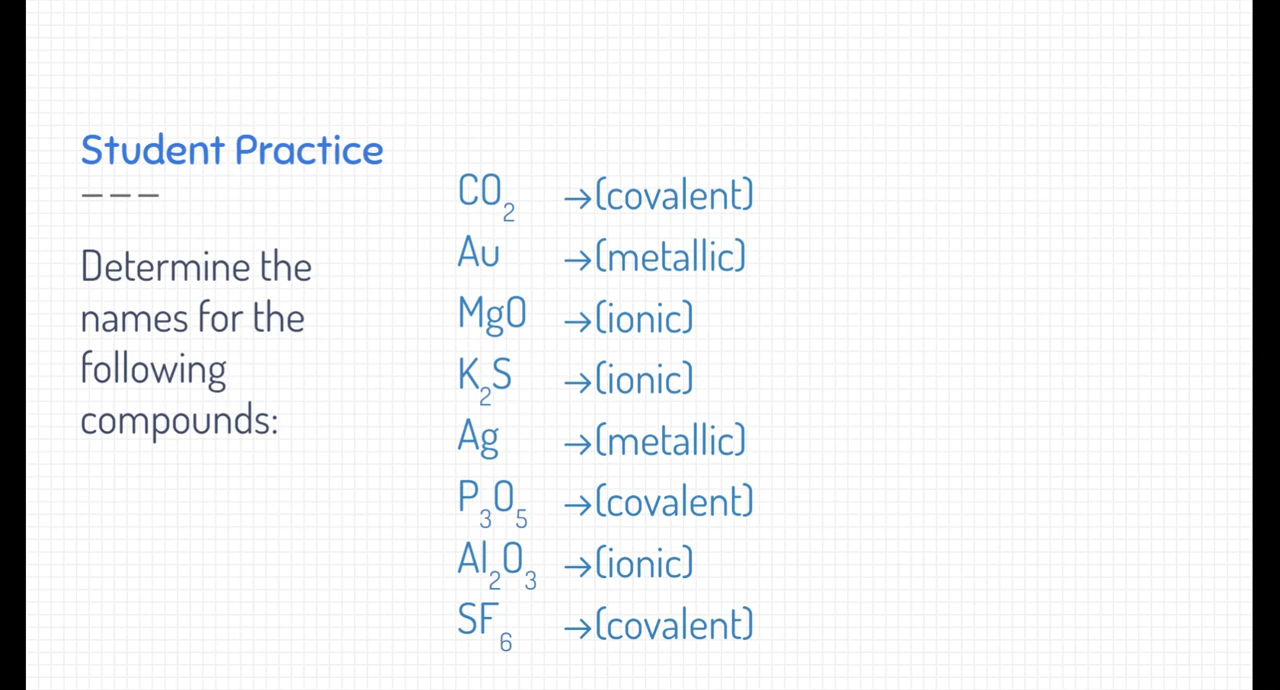 Student Practice
———
Determine the
names for the
following
compounds:
CO₂ →(covalent)
Au →(metallic)
MgO →(ionic)
K₂S →(ionic)
Ag →(metallic)
P₃O₅ →(covalent)
Al₂O₃ →(ionic)
SF₆ →(covalent)